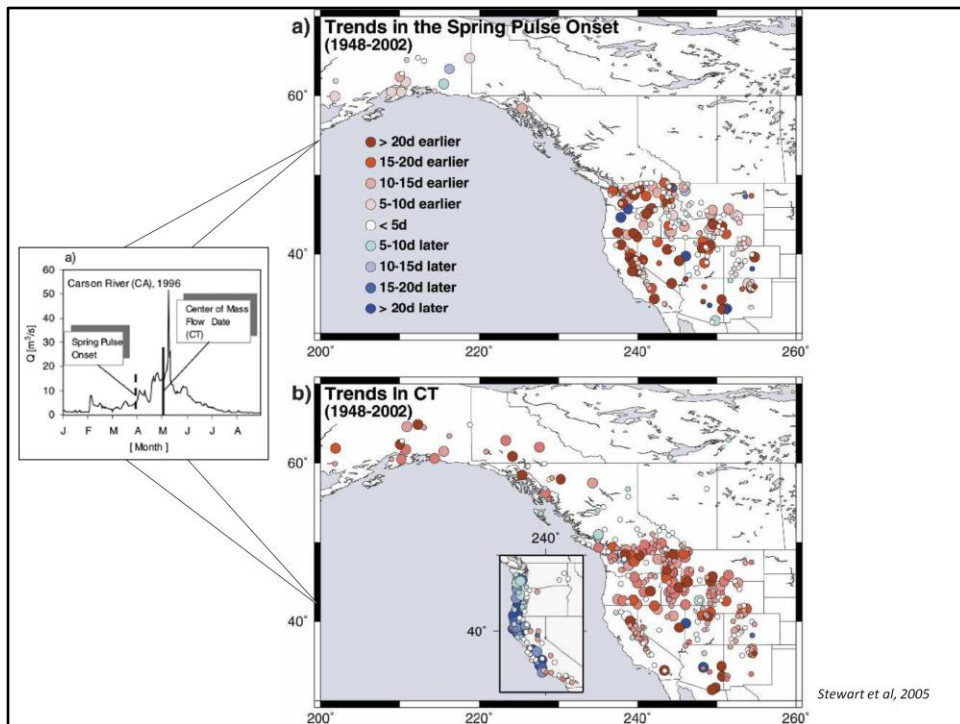 a)
Trends in the Spring Pulse Onset
(1948-2002)
60˚
40˚
> 20d earlier
15-20d earlier
10-15d earlier
5-10d earlier
< 5d
5-10d later
10-15d later
15-20d later
> 20d later
200˚ 220˚ 240˚ 260˚
a)
Carson River (CA), 1996
Center of Mass
Flow Date
(CT)
Spring Pulse
Onset
Q [m³/s]
60
50
40
30
20
10
0
J F M A M J J A
[ Month ]
b)
Trends in CT
(1948-2002)
60˚
40˚
240˚
40˚
200˚ 220˚ 240˚ 260˚
Stewart et al, 2005